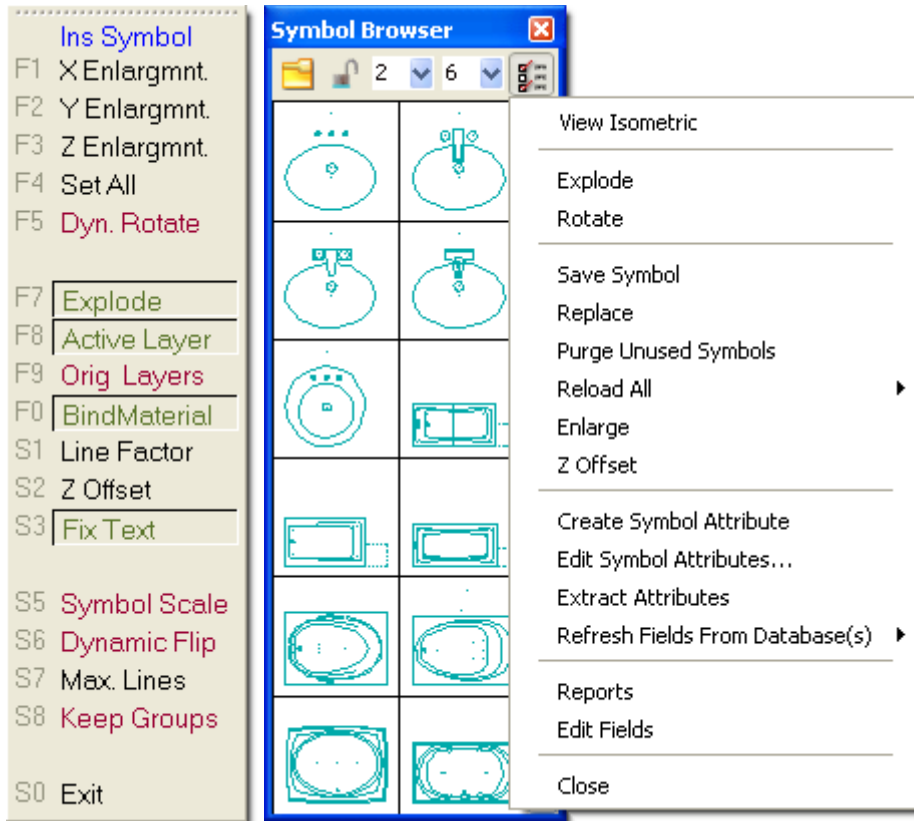 Ins Symbol
F1 X Enlargmnt.
F2 Y Enlargmnt.
F3 Z Enlargmnt.
F4 Set All
F5 Dyn. Rotate
F7 Explode
F8 Active Layer
F9 Orig Layers
F0 BindMaterial
S1 Line Factor
S2 Z Offset
S3 Fix Text
S5 Symbol Scale
S6 Dynamic Flip
S7 Max. Lines
S8 Keep Groups
S0 Exit
Symbol Browser
2 6
View Isometric
Explode
Rotate
Save Symbol
Replace
Purge Unused Symbols
Reload All
Enlarge
Z Offset
Create Symbol Attribute
Edit Symbol Attributes...
Extract Attributes
Refresh Fields From Database(s)
Reports
Edit Fields
Close